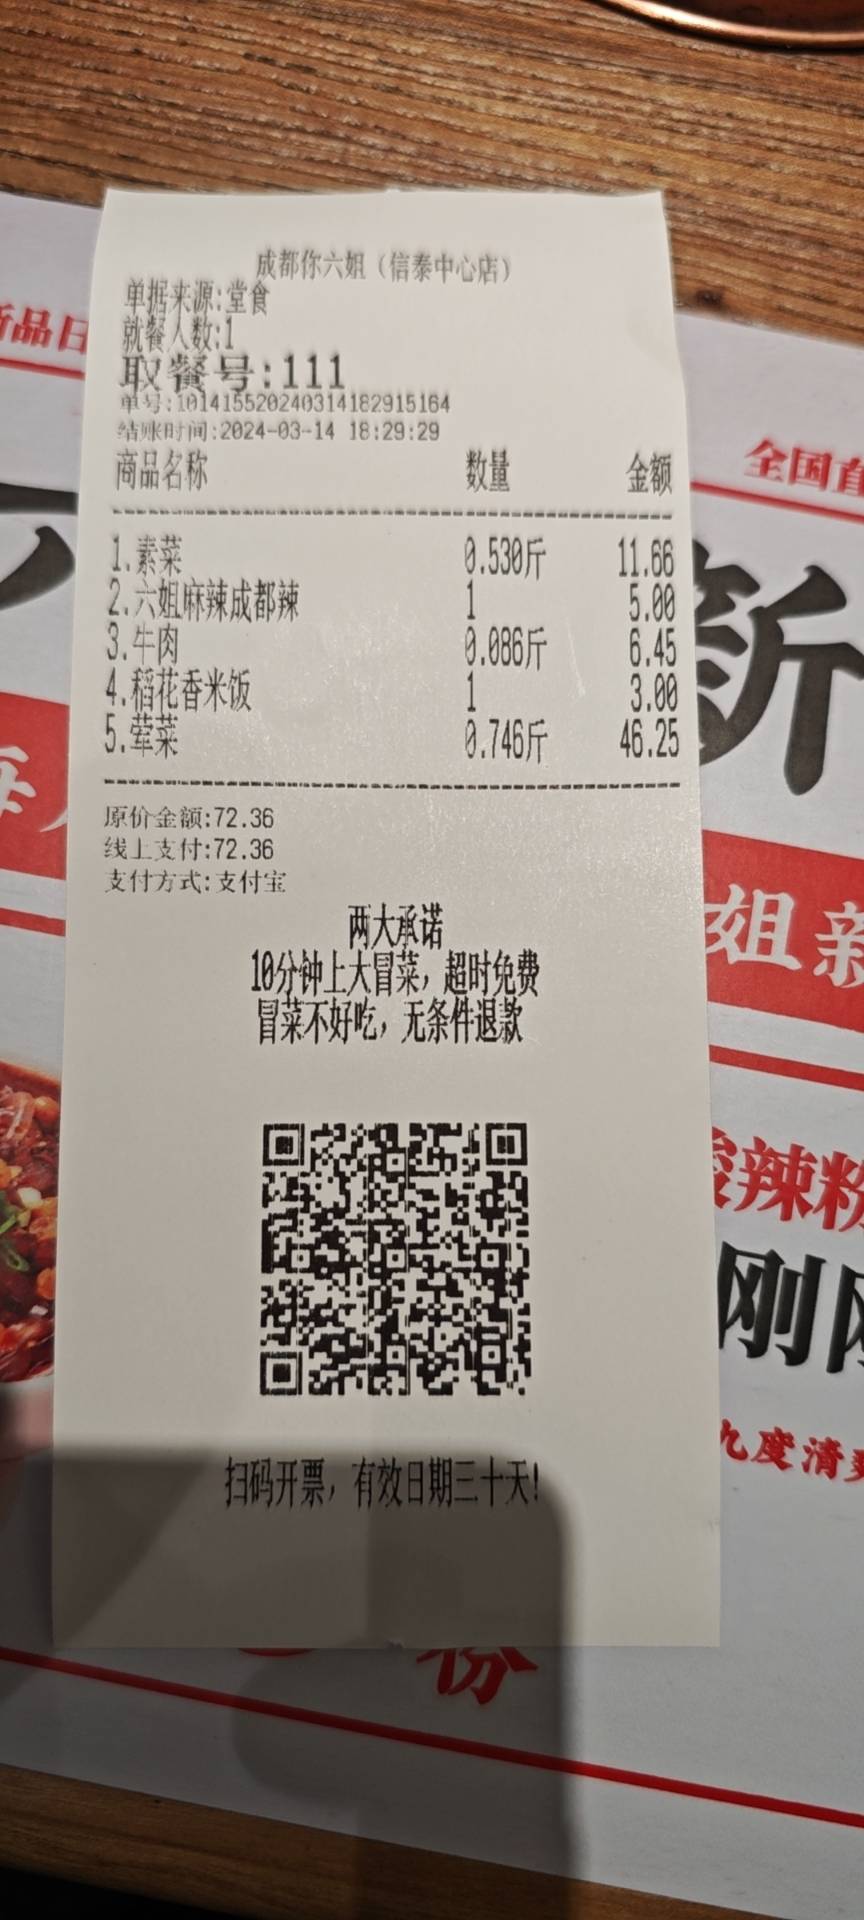 成都你六姐（信泰中心店）
单据来源:堂食
就餐人数:1
取餐号:111
单号:10141552024031418291​5164
结账时间:2024-03-14 18:29:29
商品名称 数量 金额
1.素菜 0.530斤 11.66
2.六姐麻辣成都辣 1 5.00
3.牛肉 0.086斤 6.45
4.稻花香米饭 1 3.00
5.荤菜 0.746斤 46.25
原价金额:72.36
线上支付:72.36
支付方式:支付宝
两大承诺
10分钟上大冒菜，超时免费
冒菜不好吃，无条件退款
扫码开票，有效日期三十天!
新品日
全国直
新
姐新
酸辣粉
刚
九度清爽
粉